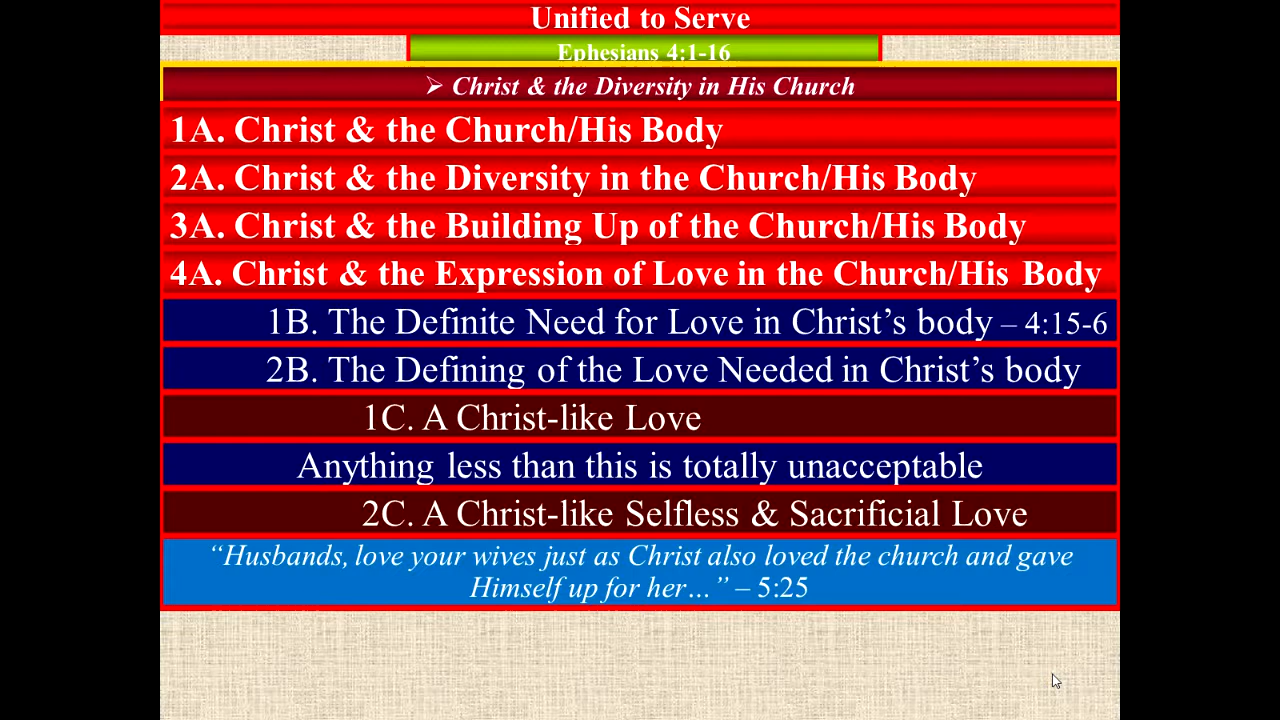 Unified to Serve
Ephesians 4:1-16
➢ Christ & the Diversity in His Church
1A. Christ & the Church/His Body
2A. Christ & the Diversity in the Church/His Body
3A. Christ & the Building Up of the Church/His Body
4A. Christ & the Expression of Love in the Church/His Body
1B. The Definite Need for Love in Christ’s body – 4:15-6
2B. The Defining of the Love Needed in Christ’s body
1C. A Christ-like Love
Anything less than this is totally unacceptable
2C. A Christ-like Selfless & Sacrificial Love
“Husbands, love your wives just as Christ also loved the church and gave
Himself up for her…” – 5:25